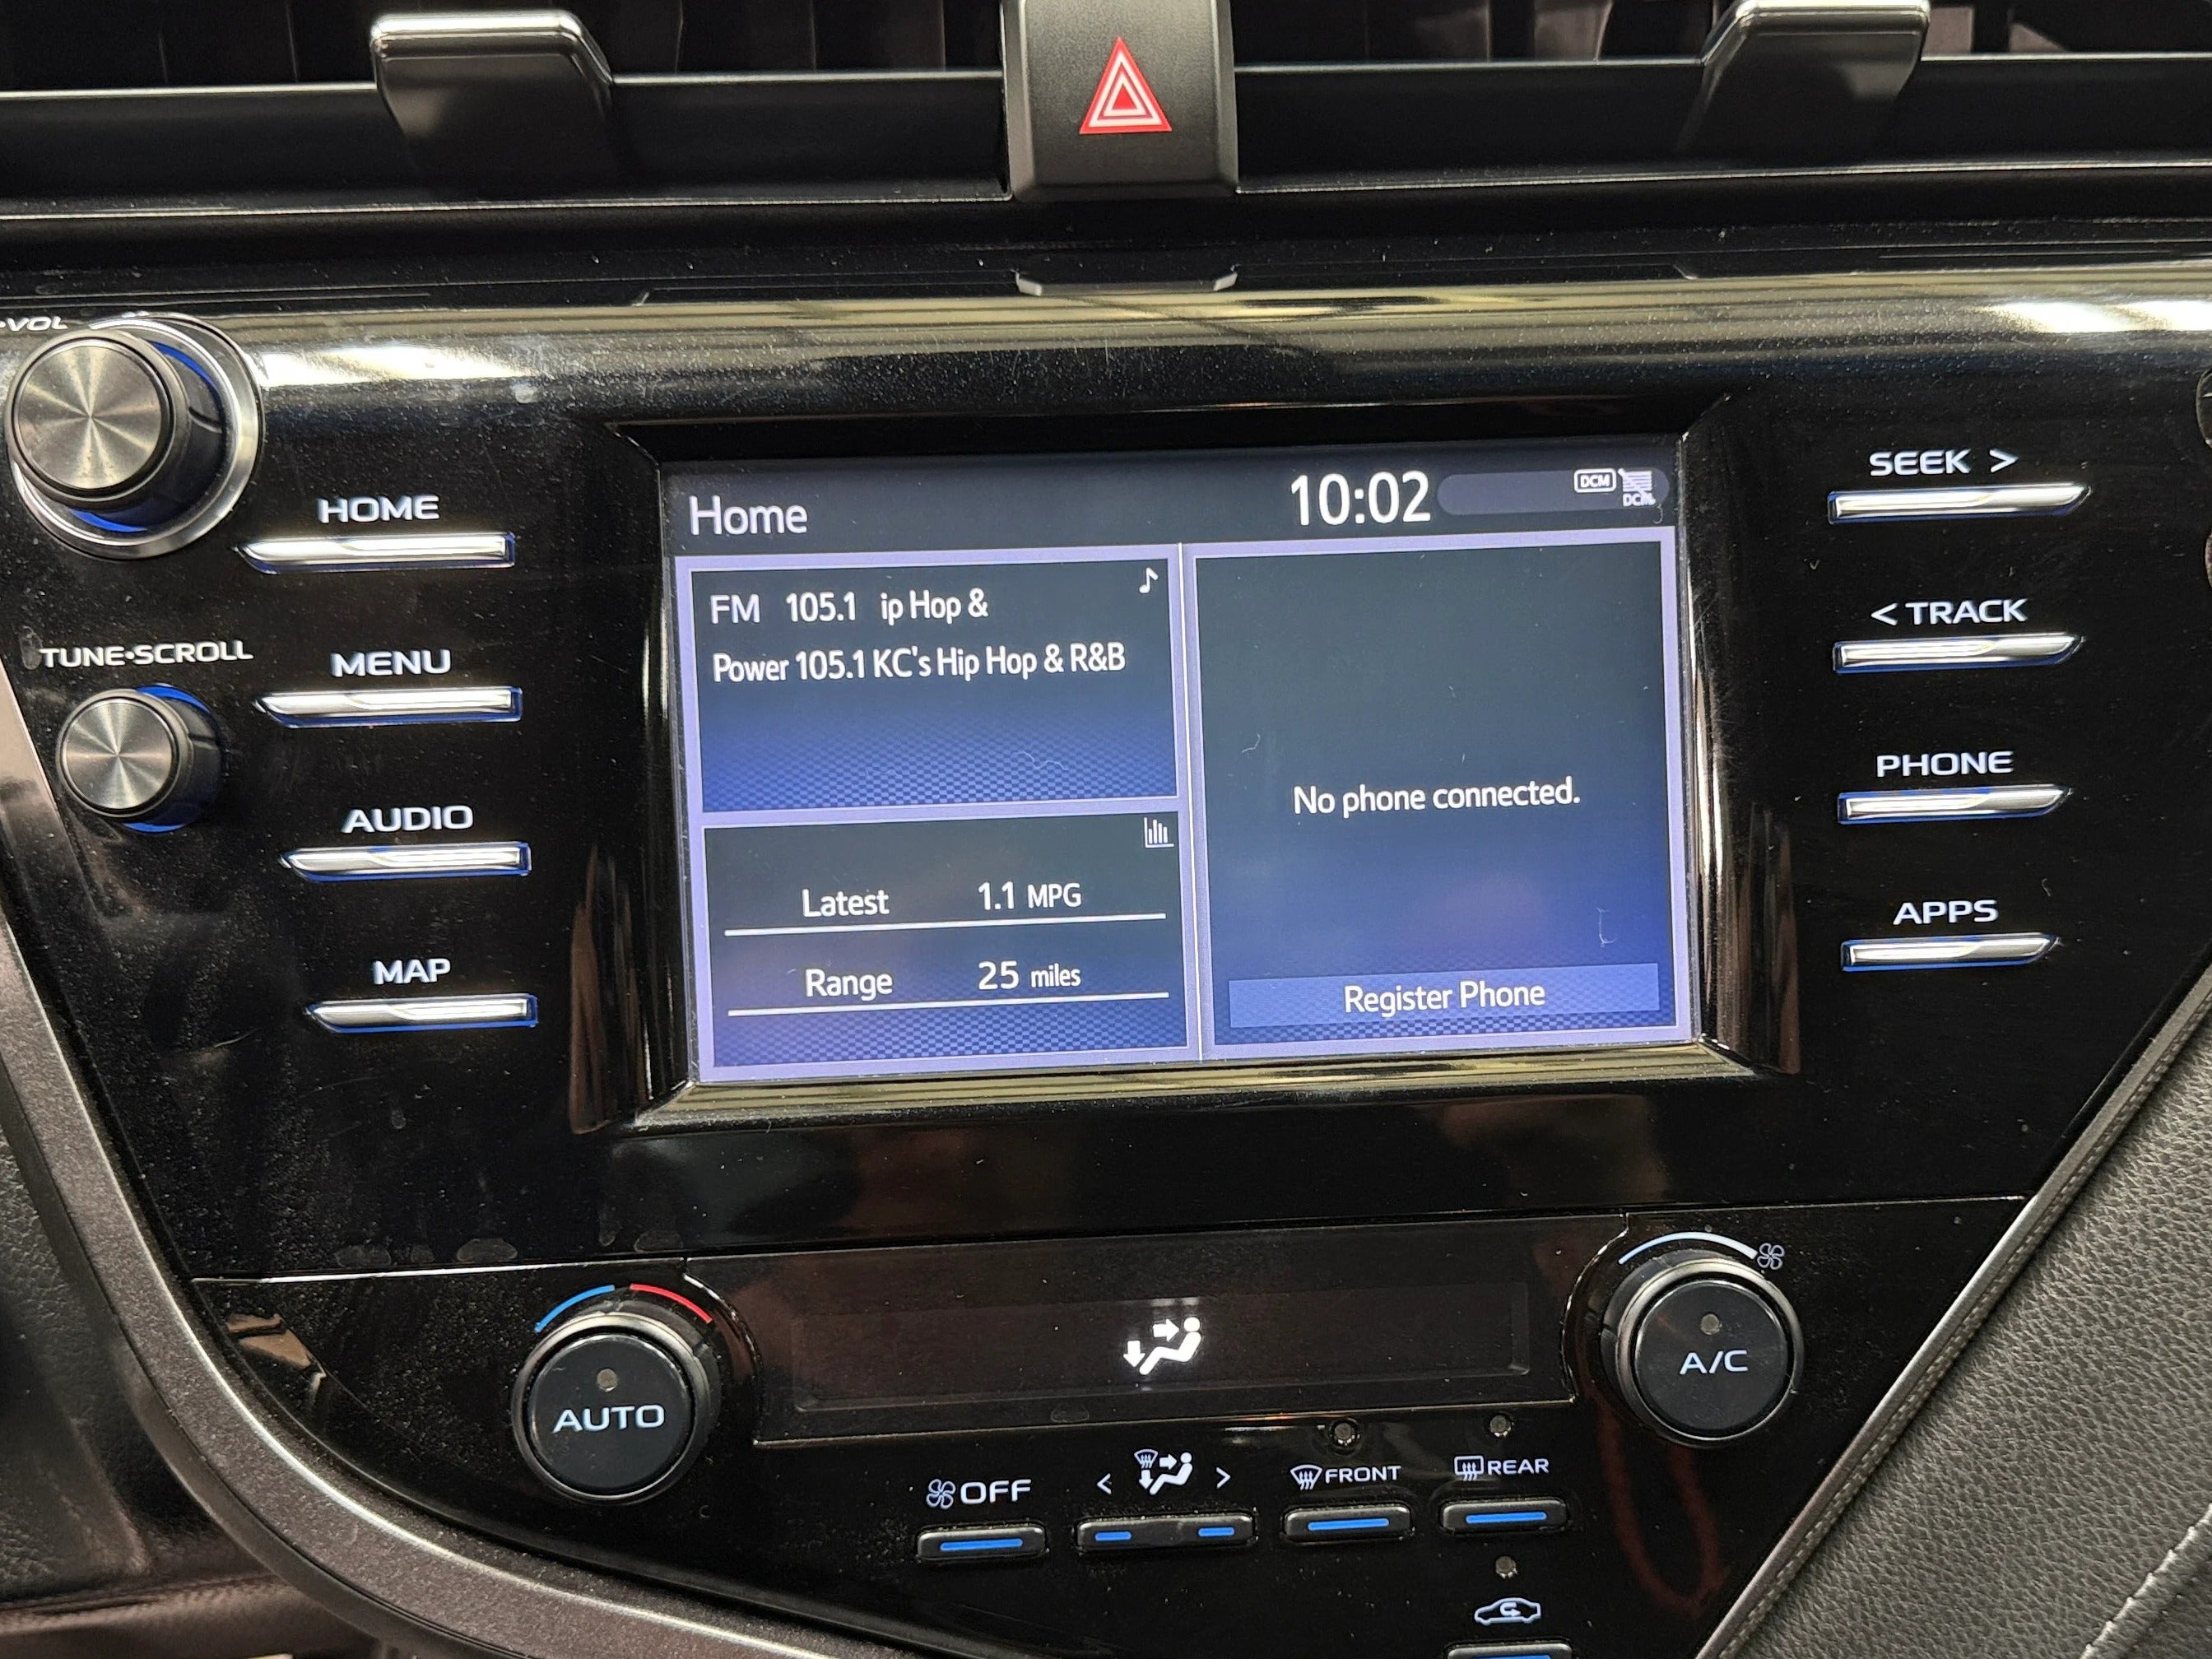 VOL
HOME
TUNE•SCROLL
MENU
AUDIO
MAP
Home
10:02
DCM
DCM
FM 105.1 ip Hop &
Power 105.1 KC's Hip Hop & R&B
Latest 1.1 MPG
Range 25 miles
No phone connected.
Register Phone
SEEK >
< TRACK
PHONE
APPS
AUTO
A/C
OFF
< >
FRONT
REAR